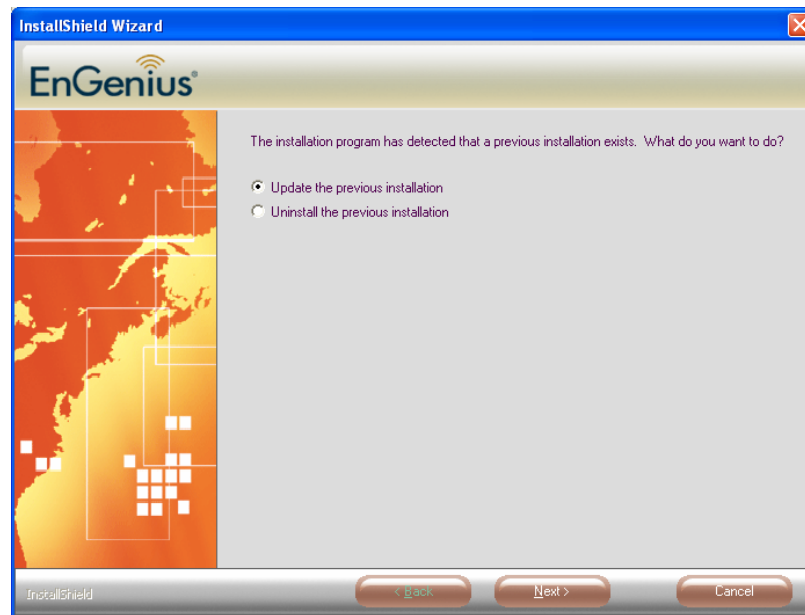 InstallShield Wizard
EnGenius®
The installation program has detected that a previous installation exists. What do you want to do?
Update the previous installation
Uninstall the previous installation
InstallShield
< Back
Next >
Cancel